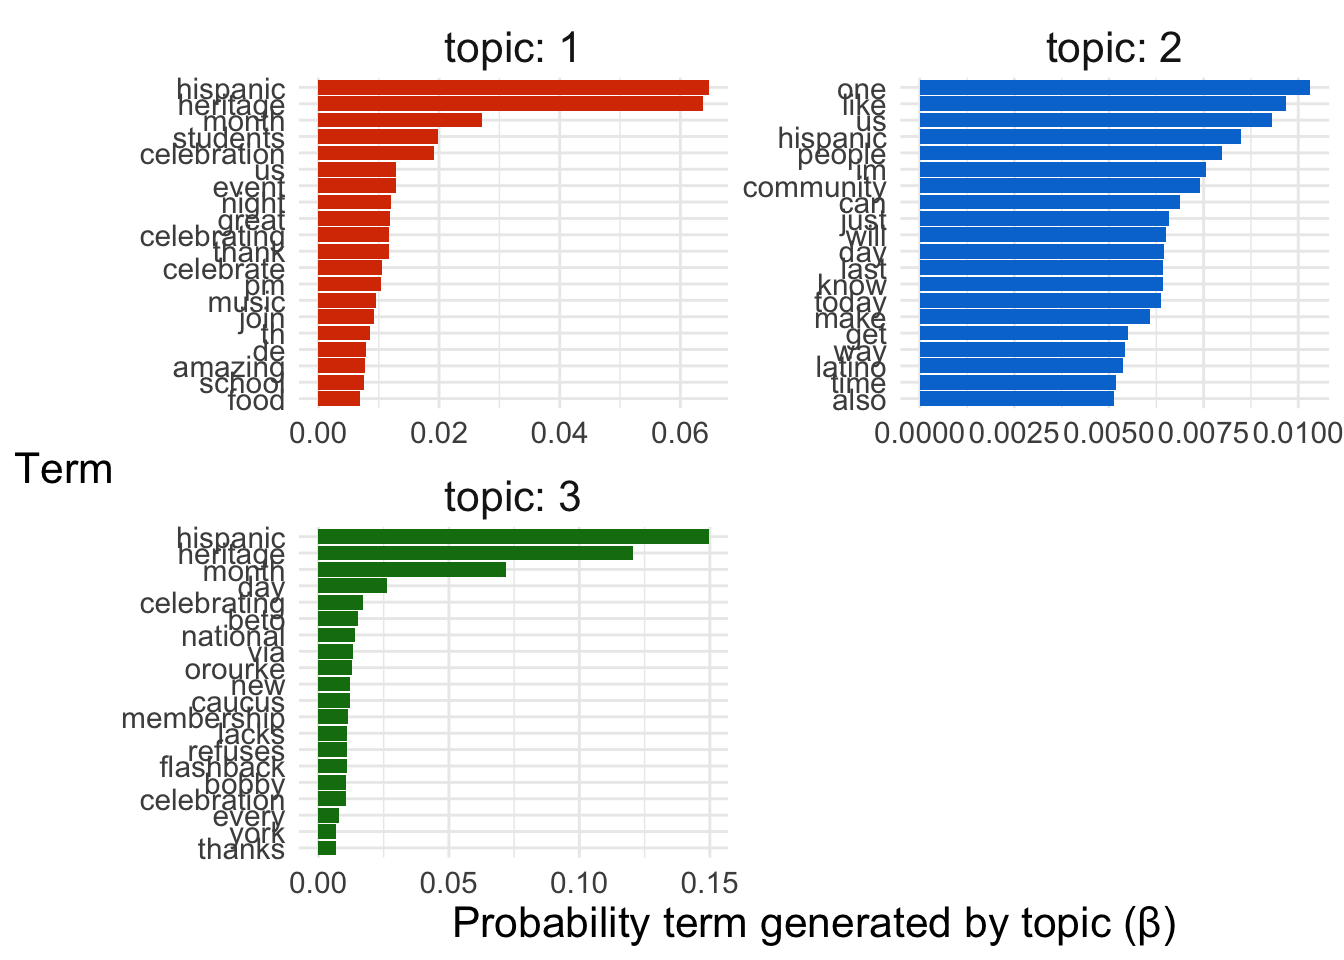 topic: 1
hispanic
heritage
month
students
celebration
us
event
night
great
celebrating
thank
celebrate
pm
music
join
th
de
amazing
school
food
0.00 0.02 0.04 0.06
topic: 2
one
like
us
hispanic
people
im
community
can
just
will
day
last
know
today
make
get
way
latino
time
also
0.0000 0.0025 0.0050 0.0075 0.0100
Term
topic: 3
hispanic
heritage
month
day
celebrating
beto
national
via
orourke
new
caucus
membership
lacks
refuses
flashback
bobby
celebration
every
york
thanks
0.00 0.05 0.10 0.15
Probability term generated by topic (β)